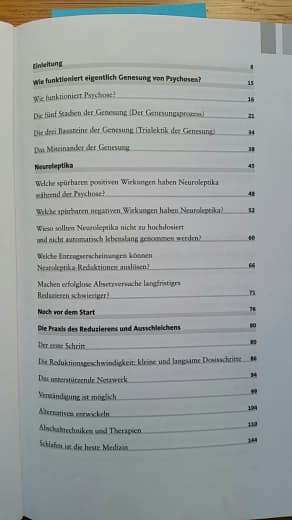 Einleitung 8
Wie funktioniert eigentlich Genesung von Psychosen? 15
Wie funktioniert Psychose? 16
Die fünf Stadien der Genesung (Der Genesungsprozess) 21
Die drei Bausteine der Genesung (Trialektik der Genesung) 34
Das Miteinander der Genesung 38
Neuroleptika 45
Welche spürbaren positiven Wirkungen haben Neuroleptika
während der Psychose? 48
Welche spürbaren negativen Wirkungen haben Neuroleptika? 52
Wieso sollten Neuroleptika nicht zu hochdosiert
und nicht automatisch lebenslang genommen werden? 60
Welche Entzugserscheinungen können
Neuroleptika-Reduktionen auslösen? 66
Machen erfolglose Absetzversuche langfristiges
Reduzieren schwieriger? 71
Noch vor dem Start 76
Die Praxis des Reduzierens und Ausschleichens 80
Der erste Schritt 80
Die Reduktionsgeschwindigkeit: kleine und langsame Dosisschritte 86
Das unterstützende Netzwerk 94
Verständigung ist möglich 99
Alternativen entwickeln 104
Abschalttechniken und Therapien 110
Schlafen ist die beste Medizin 144